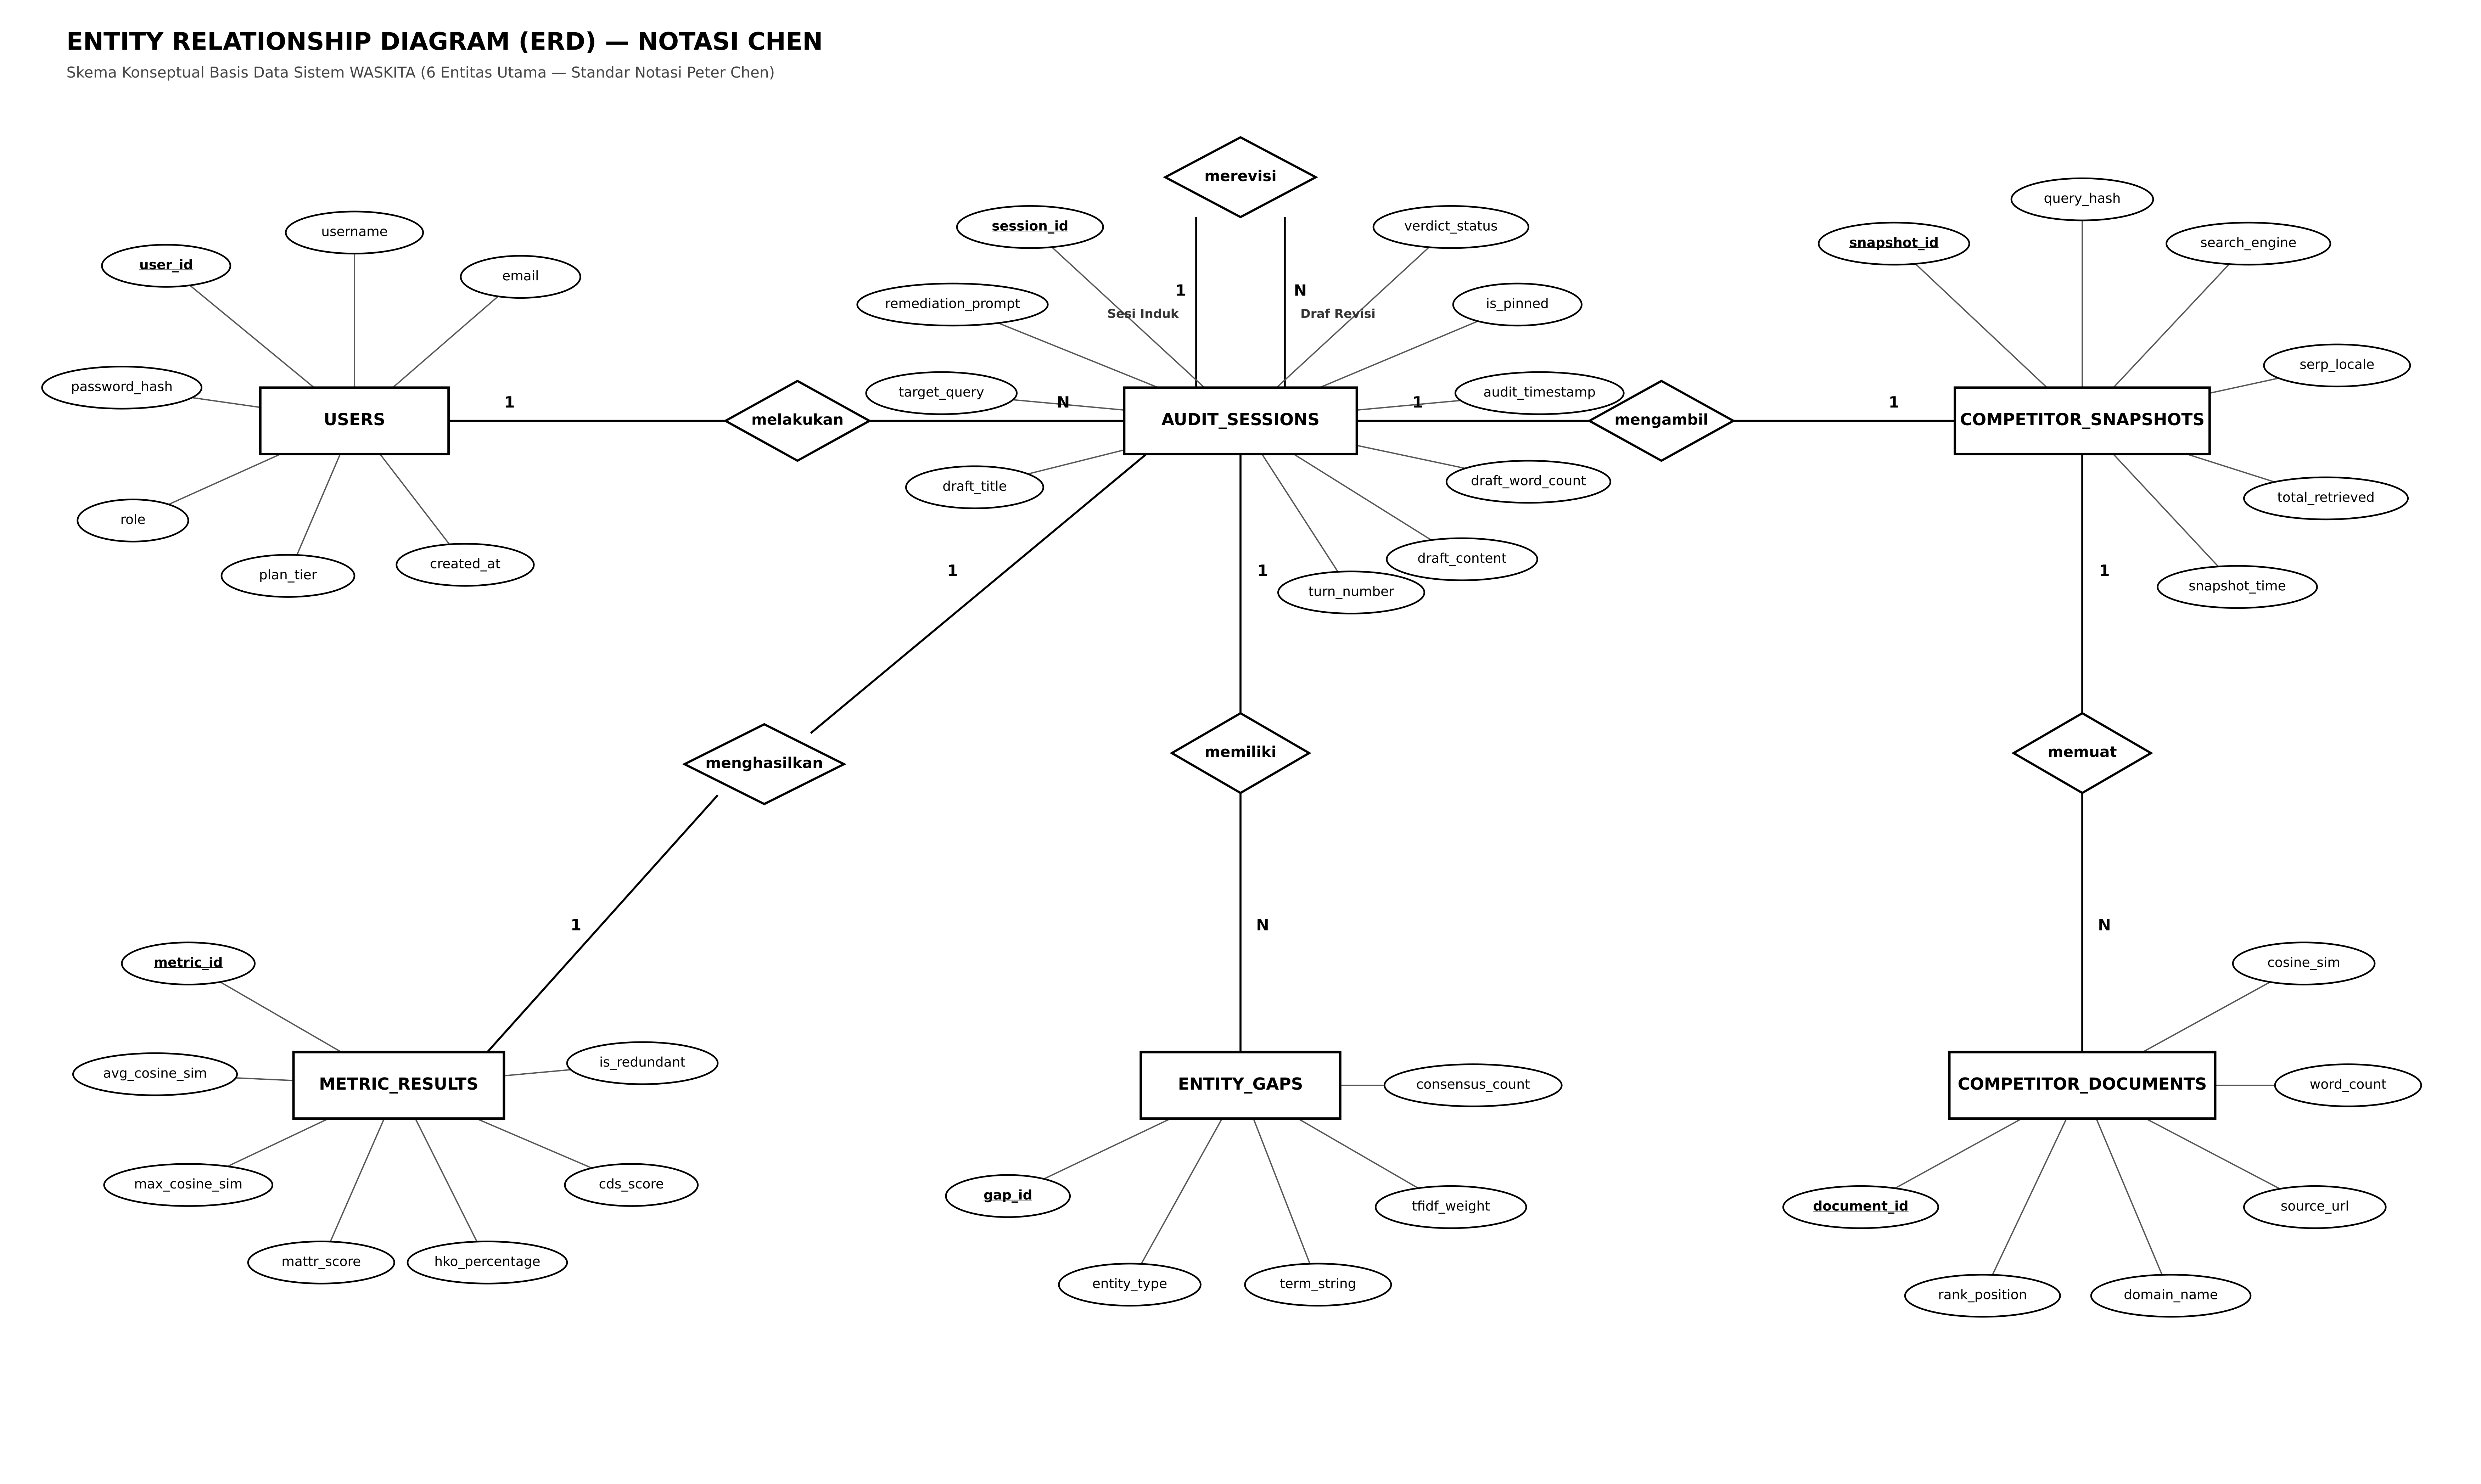 ENTITY RELATIONSHIP DIAGRAM (ERD) — NOTASI CHEN
Skema Konseptual Basis Data Sistem WASKITA (6 Entitas Utama — Standar Notasi Peter Chen)
merevisi
query_hash
session_id
verdict_status
username
snapshot_id
search_engine
user_id
email
1
N
remediation_prompt
is_pinned
Sesi Induk
Draf Revisi
serp_locale
password_hash
target_query
audit_timestamp
1
N
1
1
USERS
melakukan
AUDIT_SESSIONS
mengambil
COMPETITOR_SNAPSHOTS
draft_title
draft_word_count
total_retrieved
role
draft_content
created_at
plan_tier
1
1
1
turn_number
snapshot_time
menghasilkan
memiliki
memuat
1
N
N
metric_id
cosine_sim
is_redundant
avg_cosine_sim
METRIC_RESULTS
ENTITY_GAPS
consensus_count
COMPETITOR_DOCUMENTS
word_count
max_cosine_sim
cds_score
gap_id
tfidf_weight
document_id
source_url
mattr_score
hko_percentage
entity_type
term_string
rank_position
domain_name